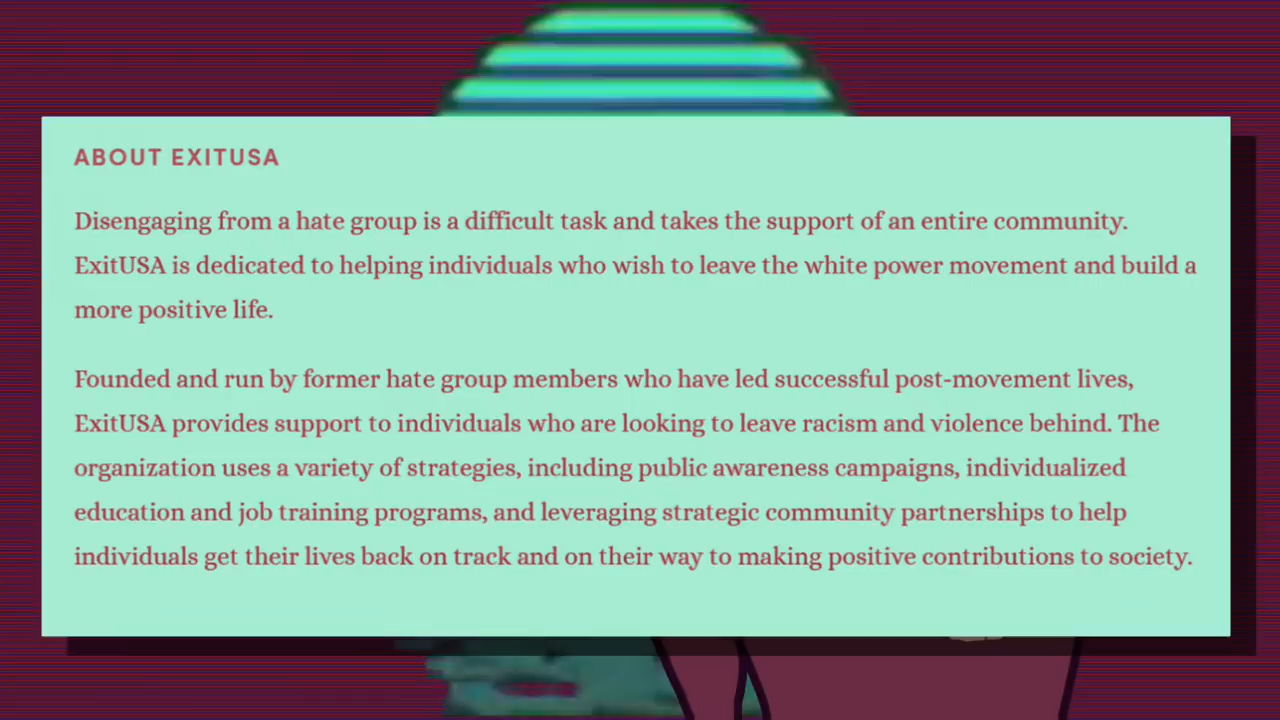 ABOUT EXITUSA
Disengaging from a hate group is a difficult task and takes the support of an entire community.
ExitUSA is dedicated to helping individuals who wish to leave the white power movement and build a
more positive life.
Founded and run by former hate group members who have led successful post-movement lives,
ExitUSA provides support to individuals who are looking to leave racism and violence behind. The
organization uses a variety of strategies, including public awareness campaigns, individualized
education and job training programs, and leveraging strategic community partnerships to help
individuals get their lives back on track and on their way to making positive contributions to society.